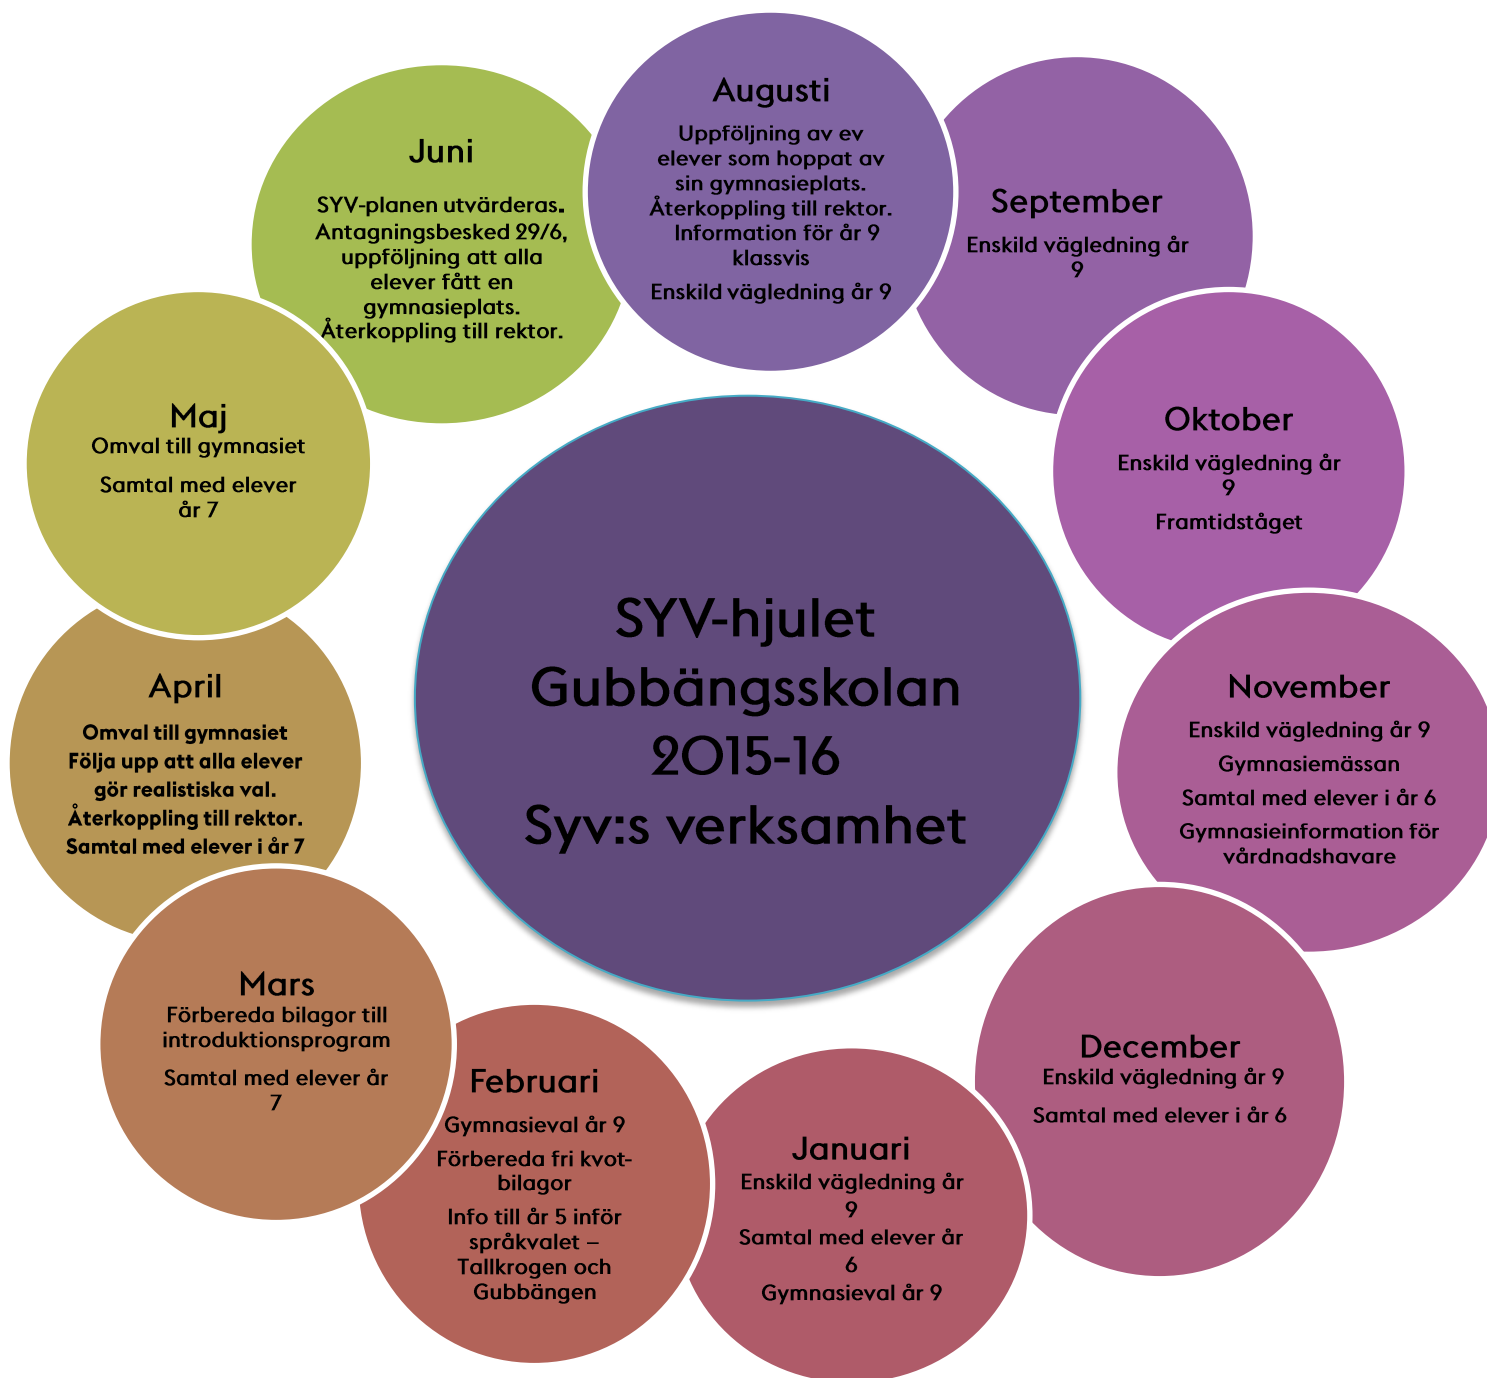 Augusti
Uppföljning av ev
elever som hoppat av
sin gymnasieplats.
Återkoppling till rektor.
Information för år 9
klassvis
Enskild vägledning år 9
September
Enskild vägledning år
9
Oktober
Enskild vägledning år
9
Framtidståget
November
Enskild vägledning år 9
Gymnasiemässan
Samtal med elever i år 6
Gymnasieinformation för
vårdnadshavare
December
Enskild vägledning år 9
Samtal med elever i år 6
Januari
Enskild vägledning år
9
Samtal med elever år
6
Gymnasieval år 9
Februari
Gymnasieval år 9
Förbereda fri kvot-
bilagor
Info till år 5 inför
språkvalet –
Tallkrogen och
Gubbängen
Mars
Förbereda bilagor till
introduktionsprogram
Samtal med elever år
7
April
Omval till gymnasiet
Följa upp att alla elever
gör realistiska val.
Återkoppling till rektor.
Samtal med elever i år 7
Maj
Omval till gymnasiet
Samtal med elever
år 7
Juni
SYV-planen utvärderas.
Antagningsbesked 29/6,
uppföljning att alla
elever fått en
gymnasieplats.
Återkoppling till rektor.
SYV-hjulet
Gubbängsskolan
2015-16
Syv:s verksamhet